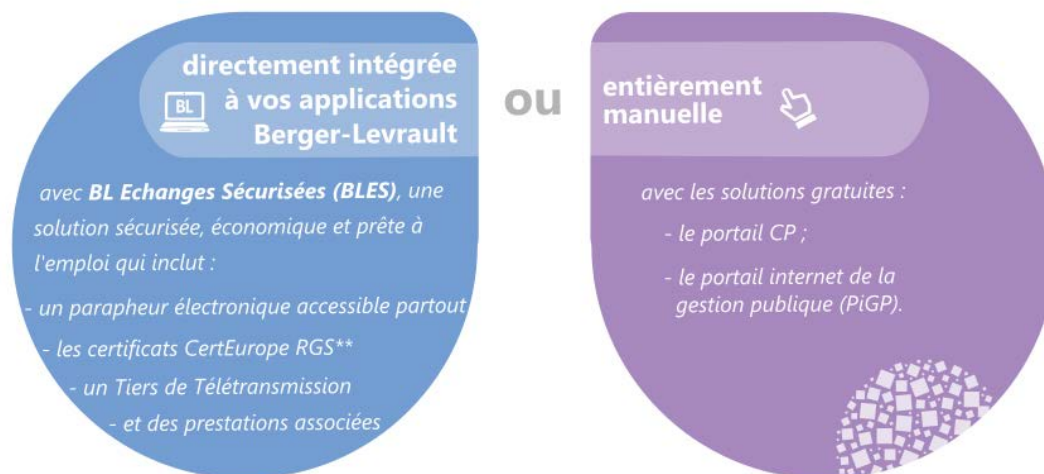 directement intégrée
BL
à vos applications
Berger-Levrault
avec BL Echanges Sécurisées (BLES), une
solution sécurisée, économique et prête à
l'emploi qui inclut :
- un parapheur électronique accessible partout
- les certificats CertEurope RGS**
- un Tiers de Télétransmission
- et des prestations associées
ou
entièrement
manuelle
avec les solutions gratuites :
- le portail CP ;
- le portail internet de la
gestion publique (PiGP).